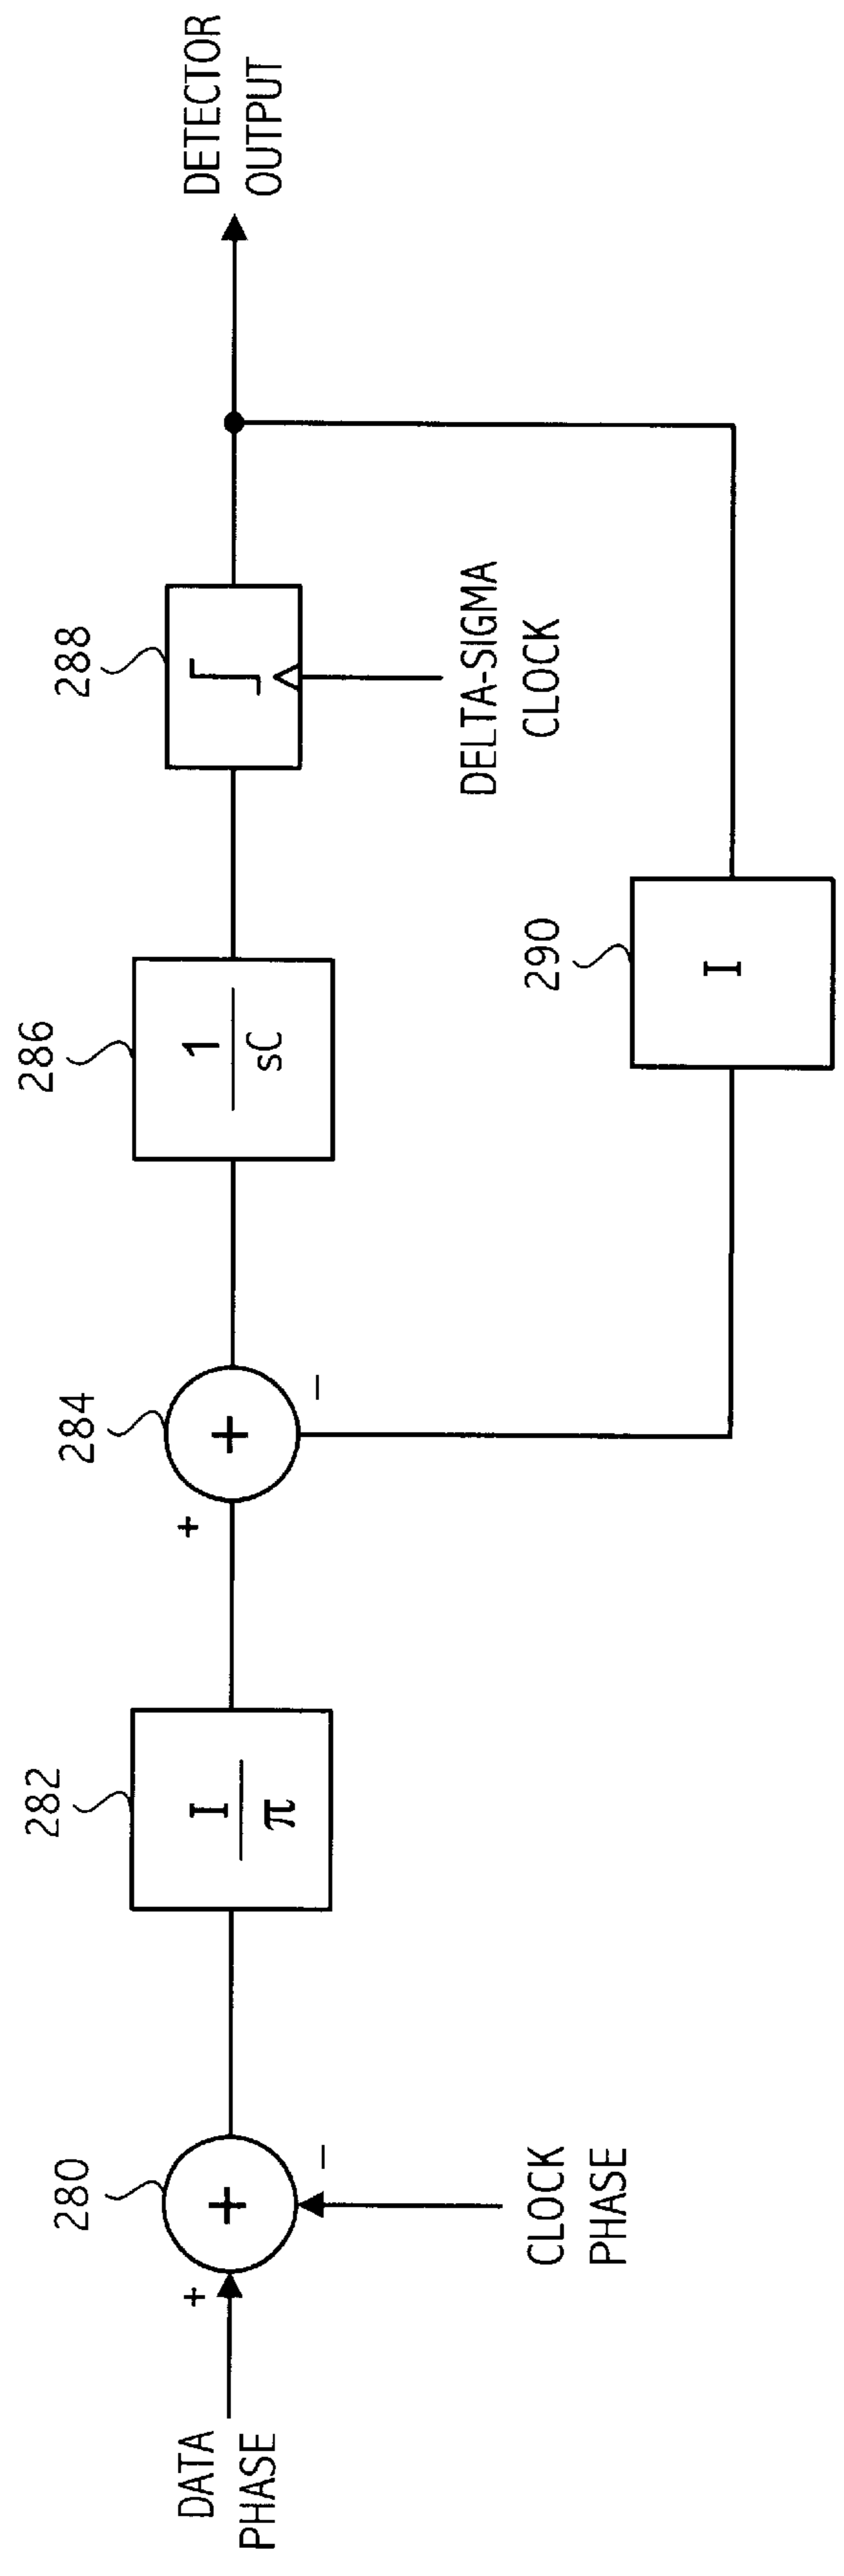 DATA
PHASE
+
280
+
−
CLOCK
PHASE
282
I
π
+
284
+
−
286
1
sC
288
DELTA-SIGMA
CLOCK
290
I
DETECTOR
OUTPUT